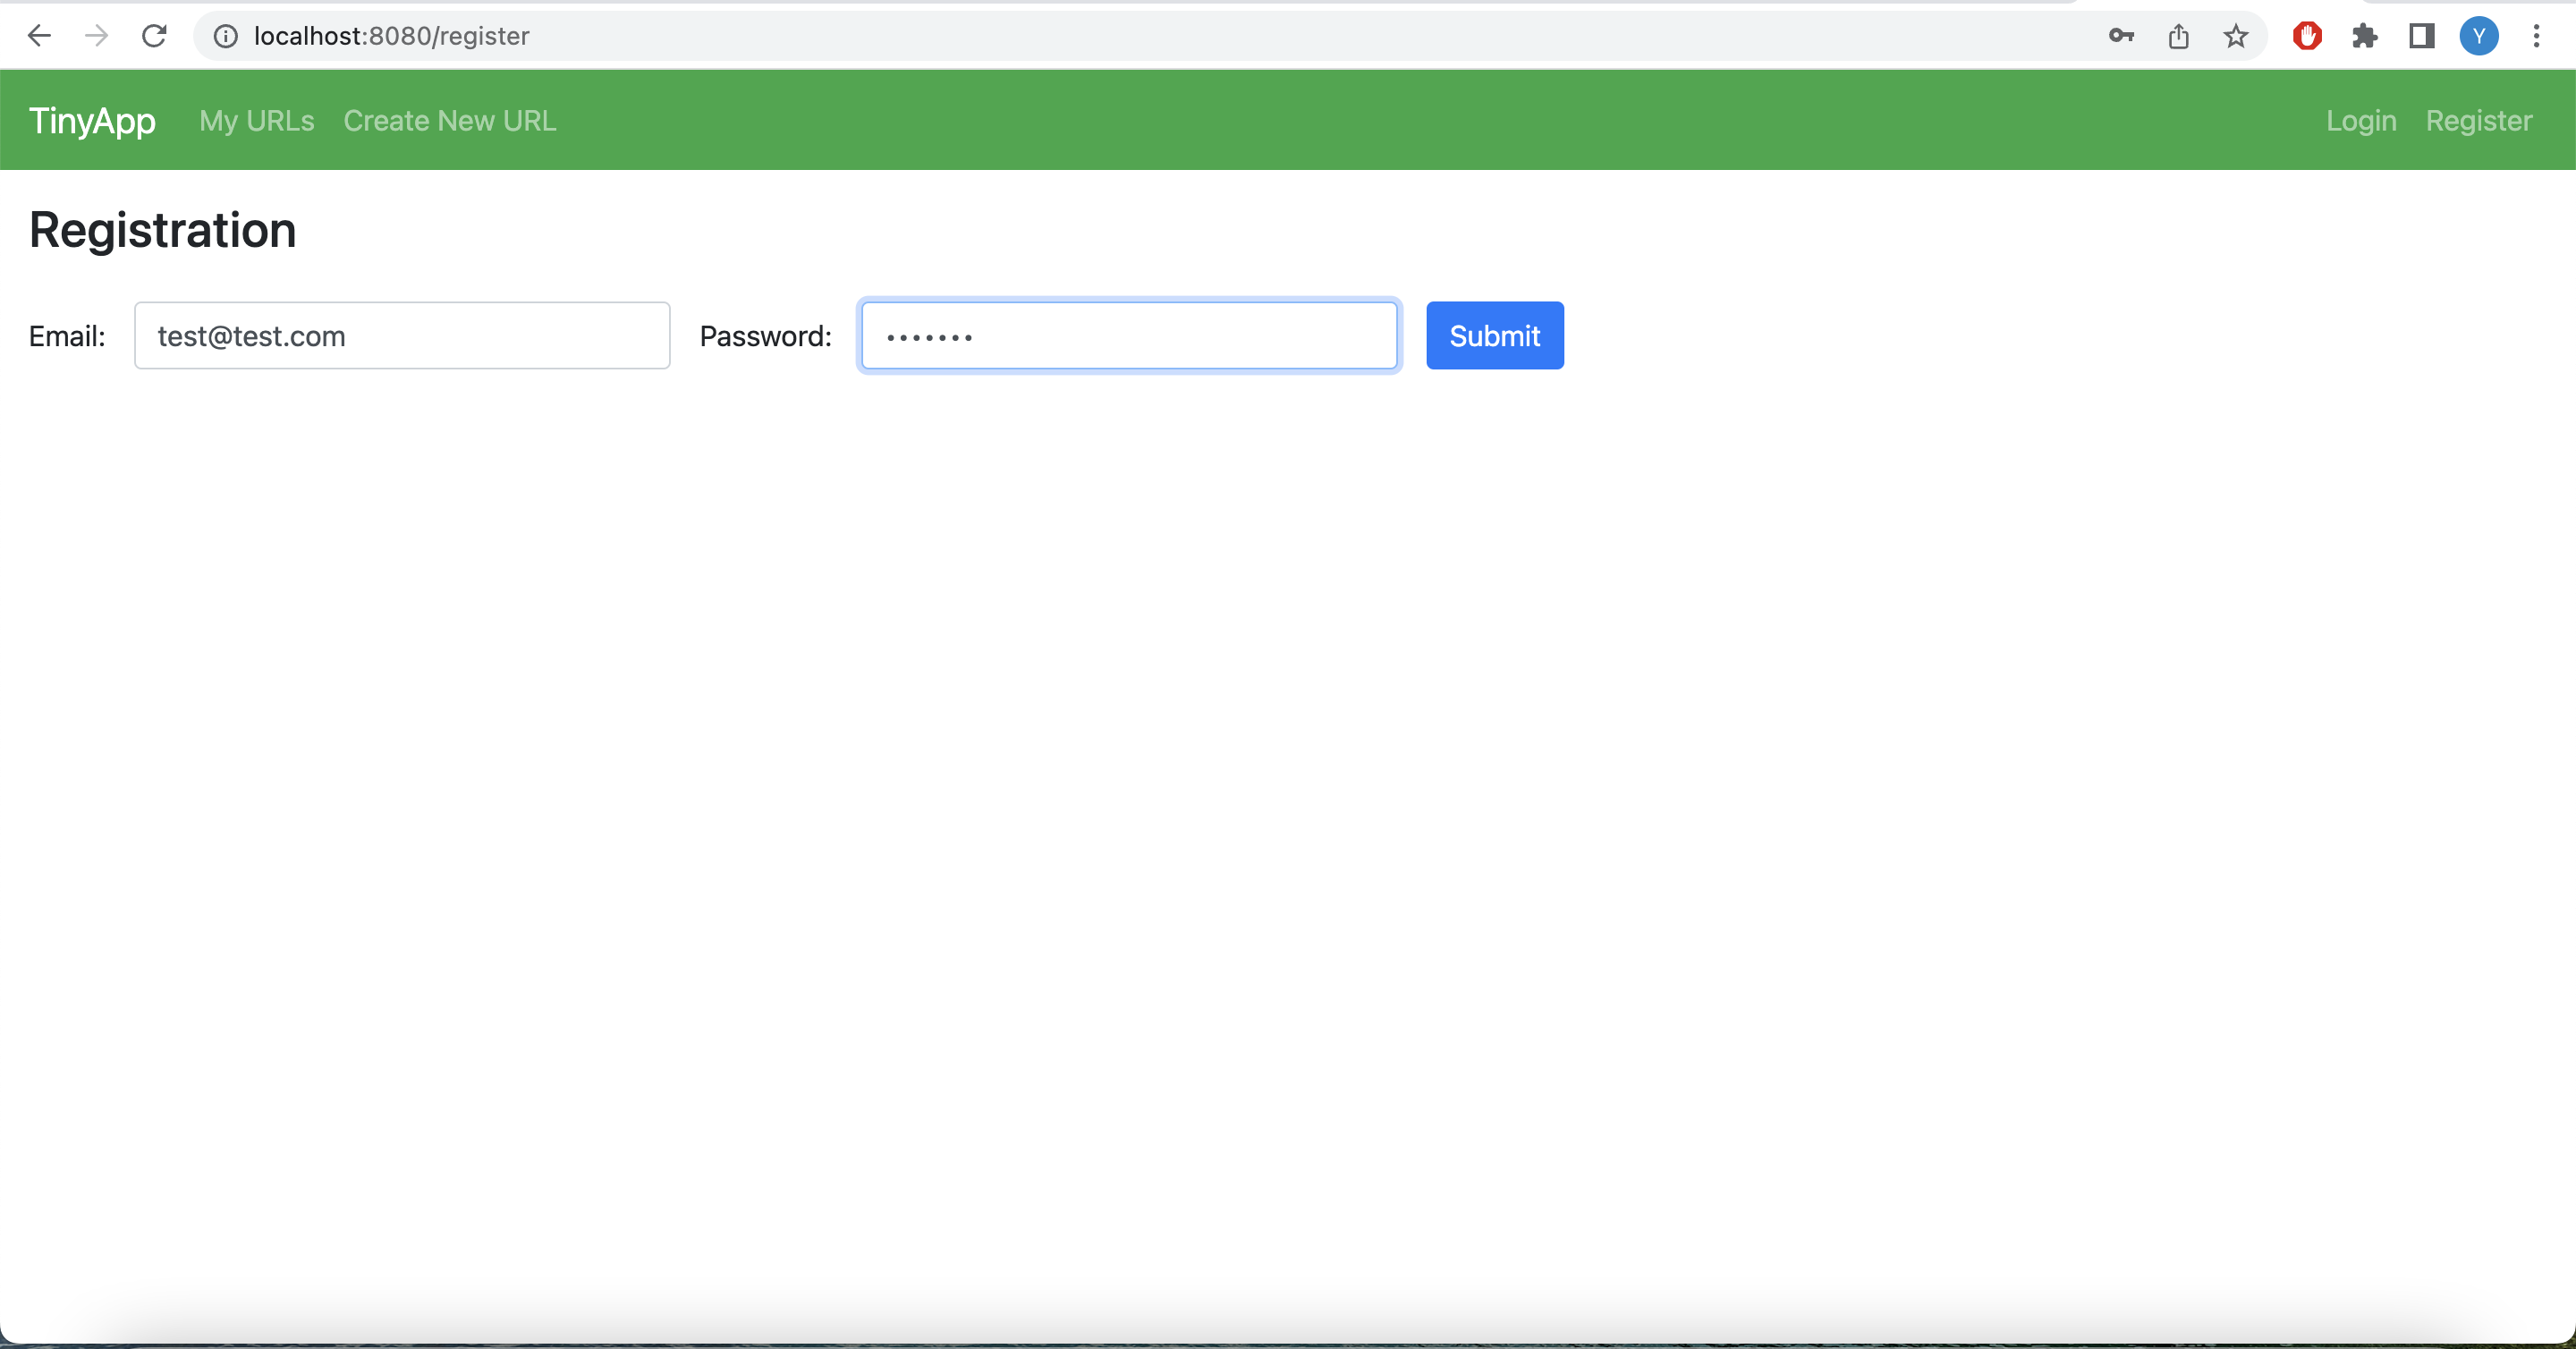 localhost:8080/register
Y
TinyApp My URLs Create New URL Login Register
Registration
Email: test@test.com Password: ••••••• Submit